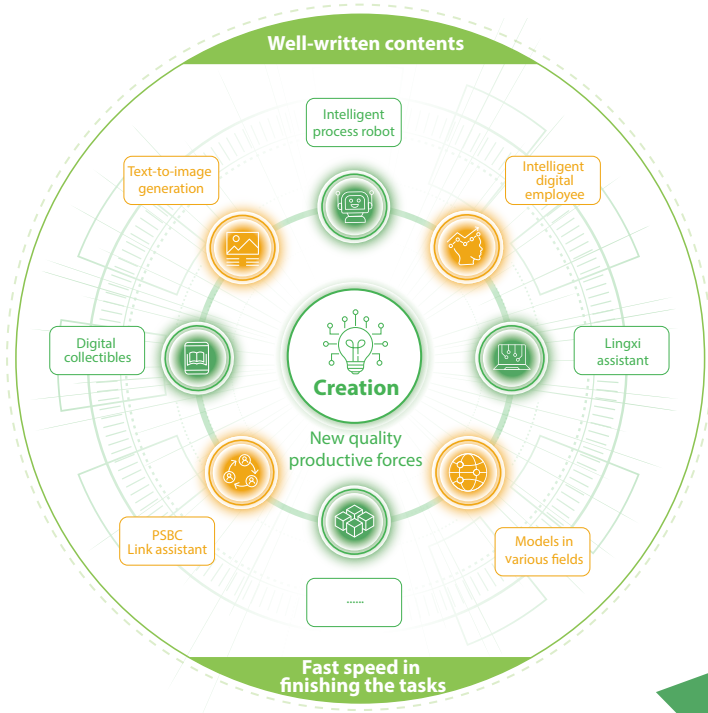 Well-written contents
Intelligent
process robot
Text-to-image
generation
Intelligent
digital
employee
Digital
collectibles
Lingxi
assistant
Creation
New quality
productive forces
PSBC
Link assistant
Models in
various fields
......
Fast speed in
finishing the tasks